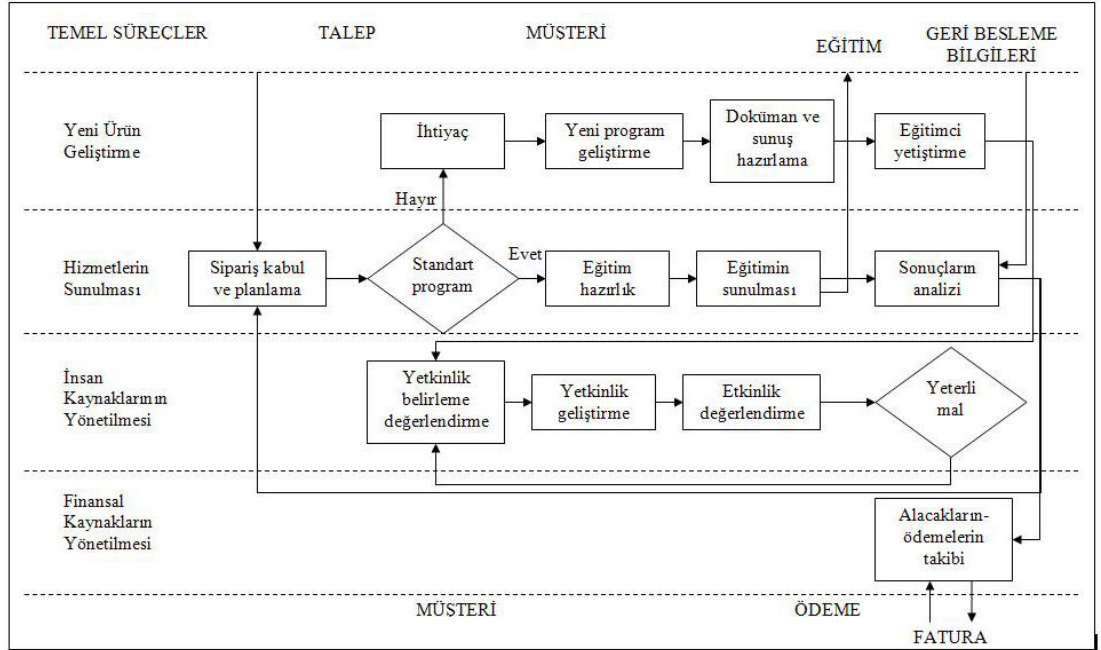 TEMEL SÜREÇLER
TALEP
MÜŞTERİ
EĞİTİM
GERİ BESLEME
BİLGİLERİ
Yeni Ürün
Geliştirme
İhtiyaç
Yeni program
geliştirme
Doküman ve
sunuş
hazırlama
Eğitimci
yetiştirme
Hayır
Hizmetlerin
Sunulması
Sipariş kabul
ve planlama
Standart
program
Evet
Eğitim
hazırlık
Eğitimin
sunulması
Sonuçların
analizi
İnsan
Kaynaklarının
Yönetilmesi
Yetkinlik
belirleme
değerlendirme
Yetkinlik
geliştirme
Etkinlik
değerlendirme
Yeterli
mal
Finansal
Kaynakların
Yönetilmesi
Alacakların-
ödemelerin
takibi
MÜŞTERİ
ÖDEME
FATURA